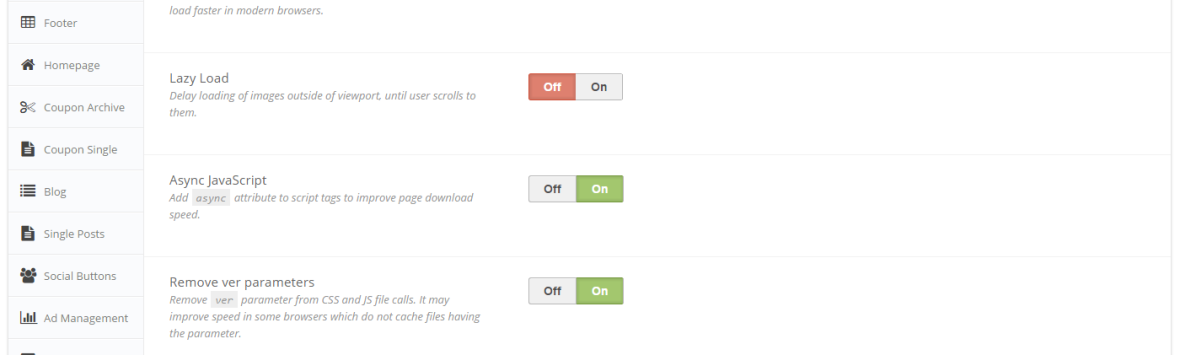 load faster in modern browsers.
Footer
Homepage
Coupon Archive
Coupon Single
Blog
Single Posts
Social Buttons
Ad Management
Lazy Load
Delay loading of images outside of viewport, until user scrolls to
them.
Off On
Async JavaScript
Add async attribute to script tags to improve page download
speed.
Off On
Remove ver parameters
Remove ver parameter from CSS and JS file calls. It may
improve speed in some browsers which do not cache files having
the parameter.
Off On